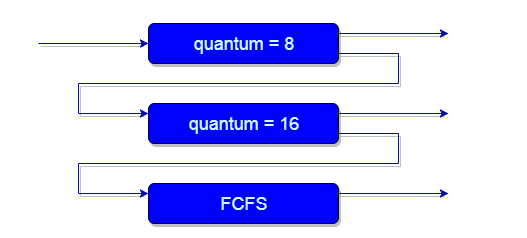 quantum = 8
quantum = 16
FCFS